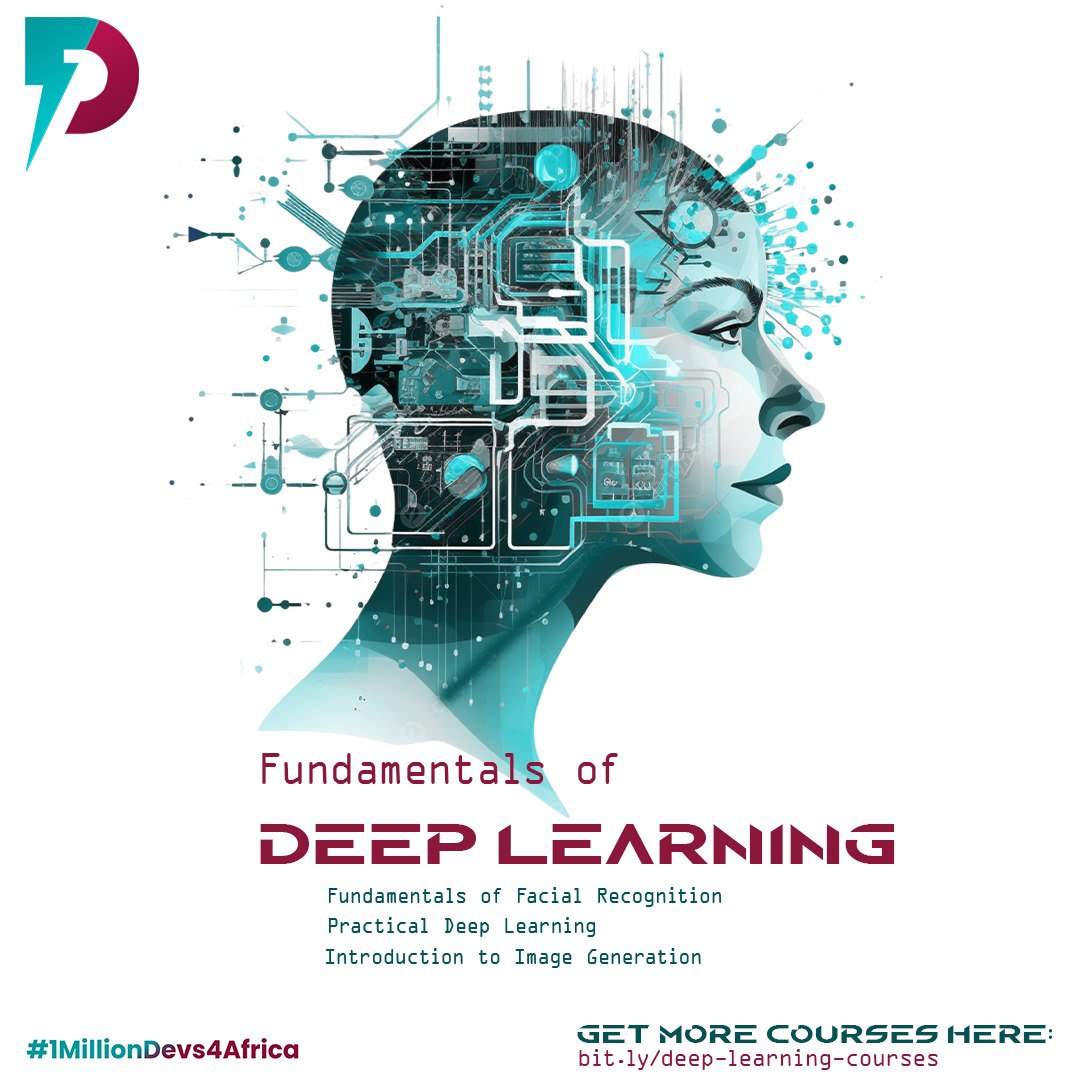 Fundamentals of
DEEP LEARNING
Fundamentals of Facial Recognition
Practical Deep Learning
Introduction to Image Generation
#1MillionDevs4Africa
GET MORE COURSES HERE:
bit.ly/deep-learning-courses